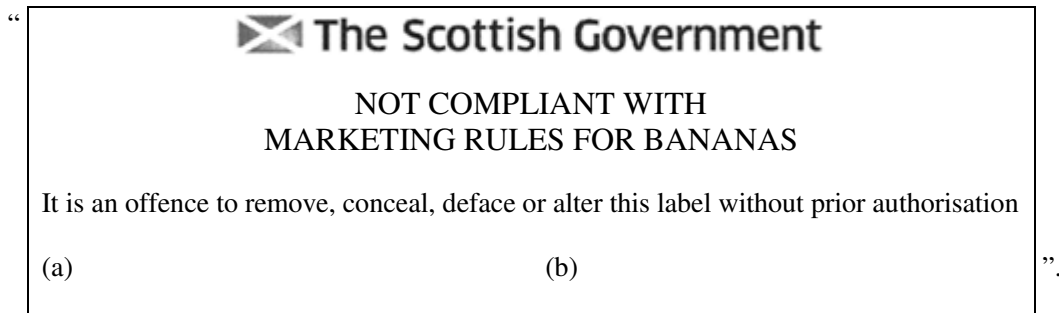 “
The Scottish Government
NOT COMPLIANT WITH
MARKETING RULES FOR BANANAS
It is an offence to remove, conceal, deface or alter this label without prior authorisation
(a) (b) ”.